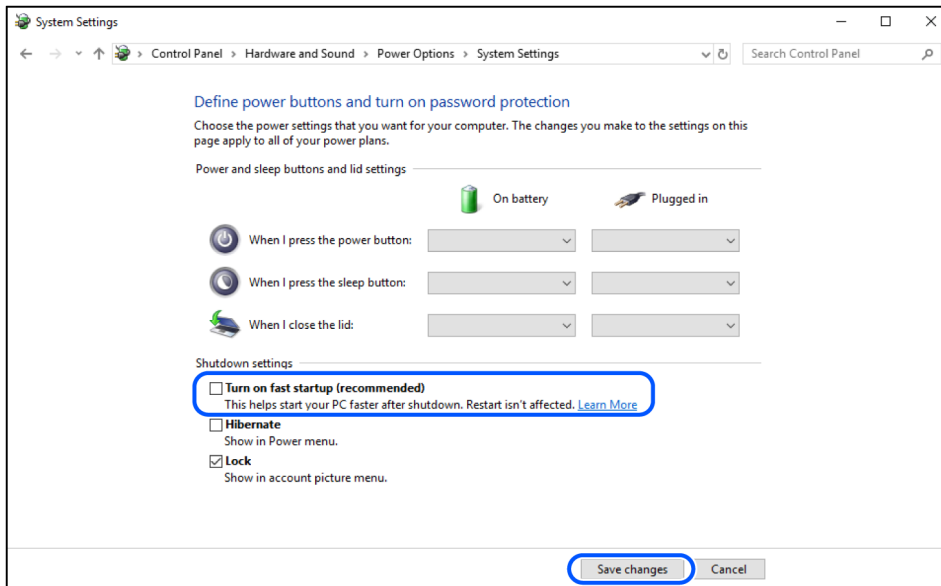 System Settings
Control Panel > Hardware and Sound > Power Options > System Settings
Search Control Panel
Define power buttons and turn on password protection
Choose the power settings that you want for your computer. The changes you make to the settings on this
page apply to all of your power plans.
Power and sleep buttons and lid settings
On battery
Plugged in
When I press the power button:
When I press the sleep button:
When I close the lid:
Shutdown settings
Turn on fast startup (recommended)
This helps start your PC faster after shutdown. Restart isn't affected. Learn More
Hibernate
Show in Power menu.
Lock
Show in account picture menu.
Save changes
Cancel